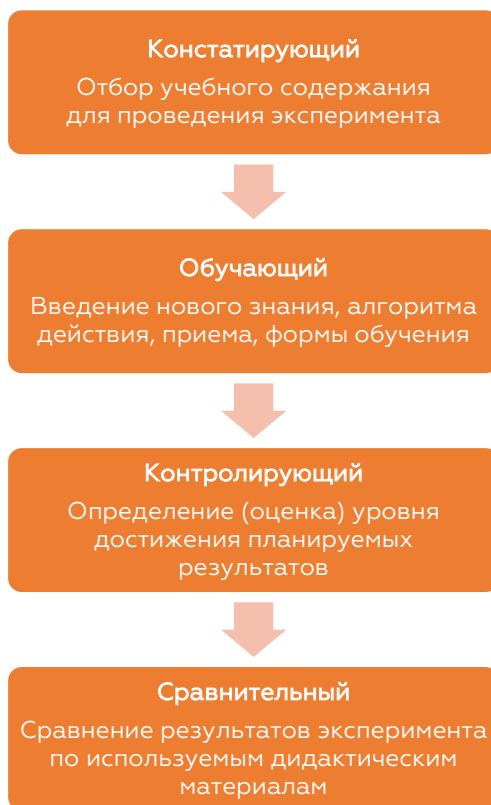 Констатирующий
Отбор учебного содержания
для проведения эксперимента
Обучающий
Введение нового знания, алгоритма
действия, приема, формы обучения
Контролирующий
Определение (оценка) уровня
достижения планируемых
результатов
Сравнительный
Сравнение результатов эксперимента
по используемым дидактическим
материалам